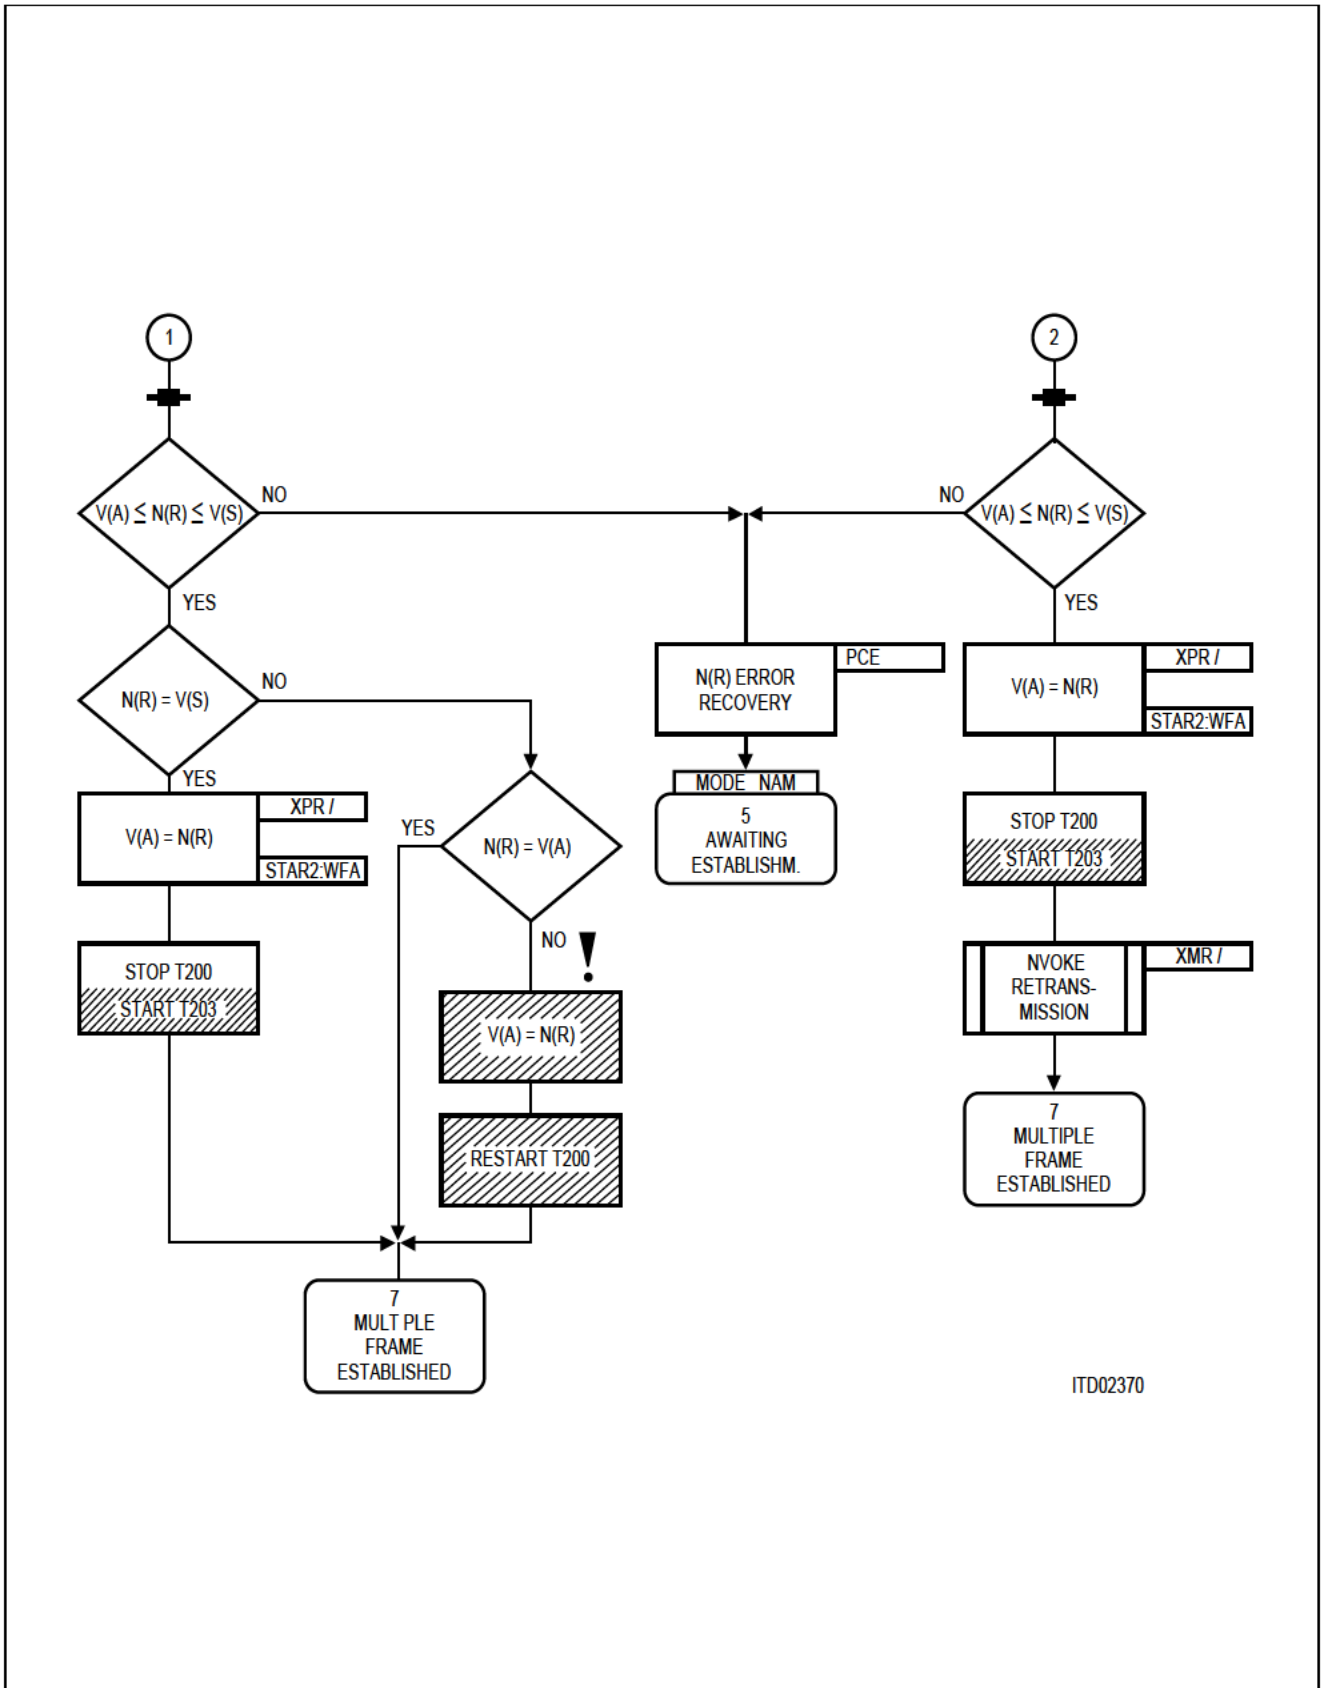 1
2
V(A) ≤ N(R) ≤ V(S)
NO
NO
V(A) ≤ N(R) ≤ V(S)
YES
YES
N(R) = V(S)
NO
N(R) ERROR
RECOVERY
PCE
V(A) = N(R)
XPR /
STAR2:WFA
YES
MODE NAM
5
AWAITING
ESTABLISHM.
V(A) = N(R)
XPR /
STAR2:WFA
YES
N(R) = V(A)
STOP T200
START T203
NO
!
STOP T200
START T203
NVOKE
RETRANS-
MISSION
XMR /
V(A) = N(R)
RESTART T200
7
MULTIPLE
FRAME
ESTABLISHED
7
MULT PLE
FRAME
ESTABLISHED
ITD02370